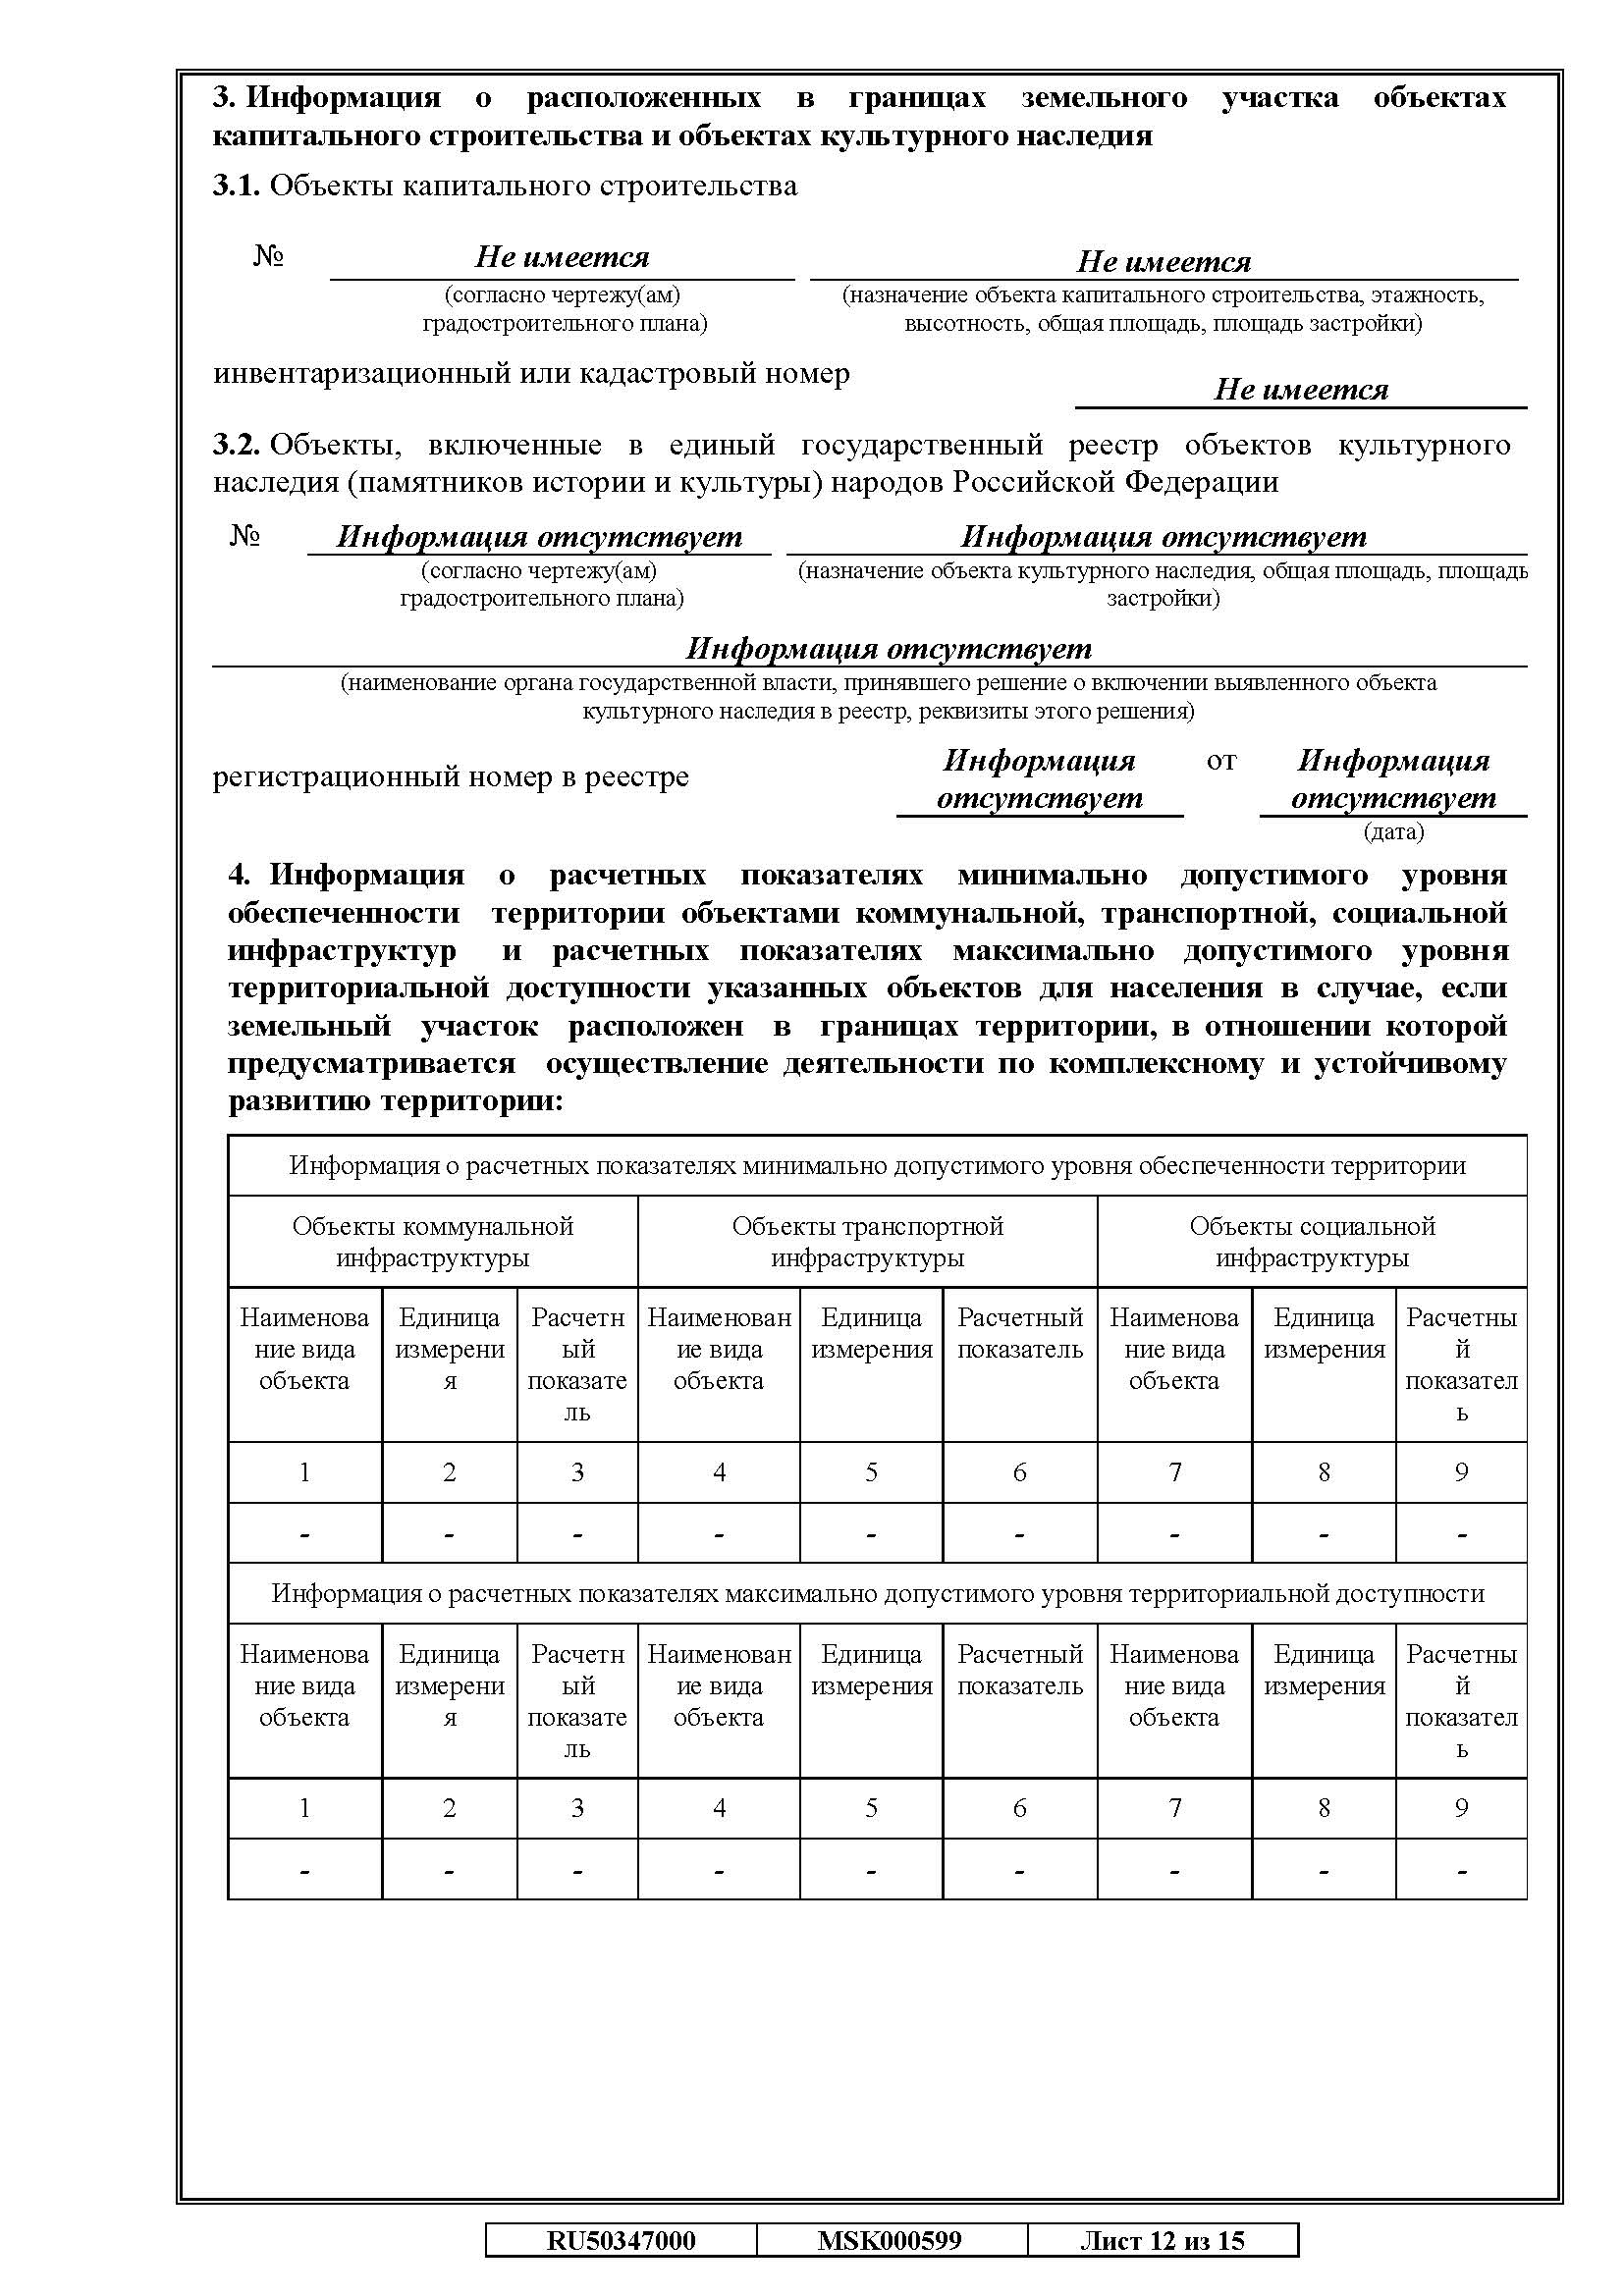 3. Информация о расположенных в границах земельного участка объектах
капитального строительства и объектах культурного наследия
3.1. Объекты капитального строительства
№ Не имеется Не имеется
(согласно чертежу(ам) (назначение объекта капитального строительства, этажность,
градостроительного плана) высотность, общая площадь, площадь застройки)
инвентаризационный или кадастровый номер Не имеется
3.2. Объекты, включенные в единый государственный реестр объектов культурного
наследия (памятников истории и культуры) народов Российской Федерации
№ Информация отсутствует Информация отсутствует
(согласно чертежу(ам) (назначение объекта культурного наследия, общая площадь, площадь
градостроительного плана) застройки)
Информация отсутствует
(наименование органа государственной власти, принявшего решение о включении выявленного объекта
культурного наследия в реестр, реквизиты этого решения)
регистрационный номер в реестре Информация от Информация
отсутствует отсутствует
(дата)
4. Информация о расчетных показателях минимально допустимого уровня
обеспеченности территории объектами коммунальной, транспортной, социальной
инфраструктур и расчетных показателях максимально допустимого уровня
территориальной доступности указанных объектов для населения в случае, если
земельный участок расположен в границах территории, в отношении которой
предусматривается осуществление деятельности по комплексному и устойчивому
развитию территории:
Информация о расчетных показателях минимально допустимого уровня обеспеченности территории
Объекты коммунальной Объекты транспортной Объекты социальной
инфраструктуры инфраструктуры инфраструктуры
Наименова Единица Расчетн Наименован Единица Расчетный Наименова Единица Расчетны
ние вида измерени ый ие вида измерения показатель ние вида измерения й
объекта я показате объекта объекта показател
ль ь
1 2 3 4 5 6 7 8 9
- - - - - - - - -
Информация о расчетных показателях максимально допустимого уровня территориальной доступности
Наименова Единица Расчетн Наименован Единица Расчетный Наименова Единица Расчетны
ние вида измерени ый ие вида измерения показатель ние вида измерения й
объекта я показате объекта объекта показател
ль ь
1 2 3 4 5 6 7 8 9
- - - - - - - - -
RU50347000 MSK000599 Лист 12 из 15